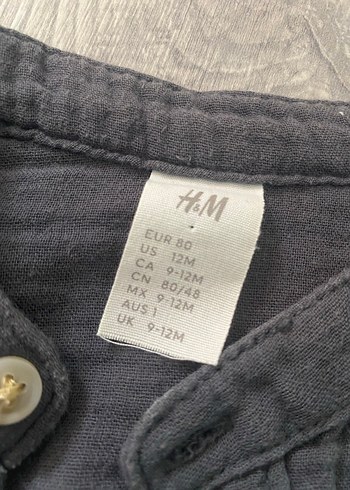 H&M
EUR 80
US 12M
CA 9-12M
CN 80/48
MX 9-12M
AUS 1
UK 9-12M